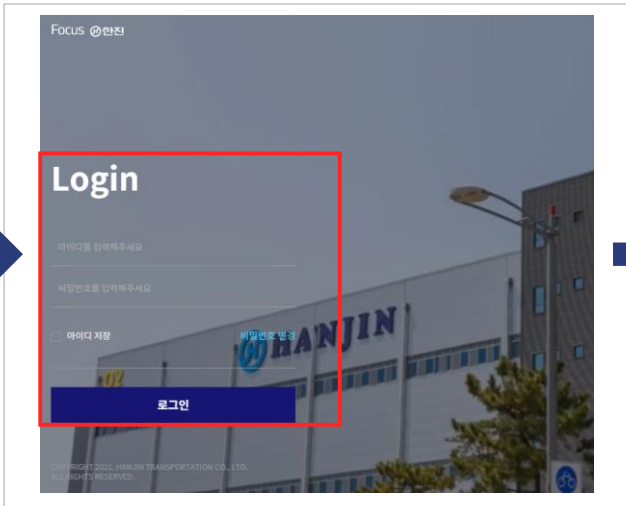 Focus 한진
Login
아이디를 입력해주세요
비밀번호를 입력해주세요
아이디 저장
비밀번호 변경
HANJIN
02
로그인
COPYRIGHT 2021. HANJIN TRANSPORTATION CO., LTD.
ALL RIGHTS RESERVED.